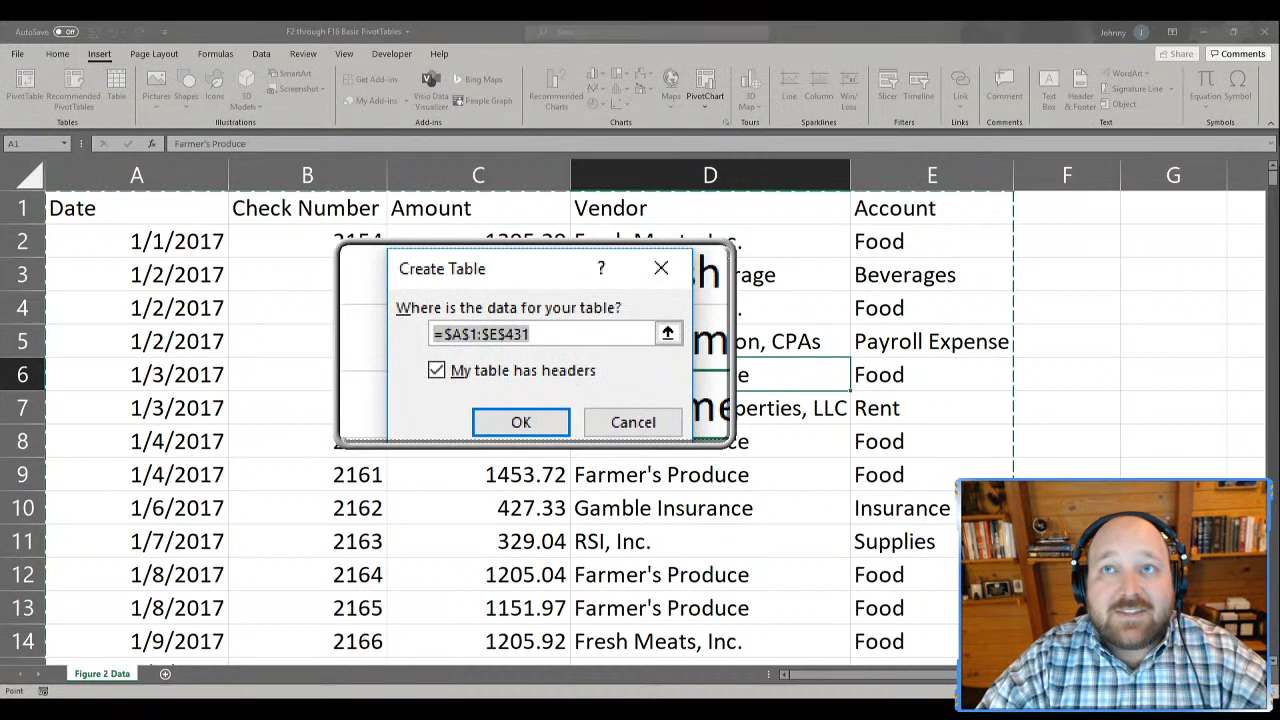 AutoSave Off
F2 through F16 Basic PivotTables
Johnny J
File Home Insert Page Layout Formulas Data Review View Developer Help
Share Comments
PivotTable Recommended PivotTables Table
Pictures Shapes Icons 3D Models SmartArt Screenshot
Get Add-ins My Add-ins Visio Data Visualizer Bing Maps People Graph
Recommended Charts Maps PivotChart
3D Map Line Column Win/Loss
Slicer Timeline Link Comment
Text Box Header & Footer WordArt Signature Line Object
Equation Symbol
Tables Illustrations Add-ins Charts Tours Sparklines Filters Links Comments Text Symbols
A1 fx Farmer's Produce
A B C D E F G
1 Date Check Number Amount Vendor Account
2 1/1/2017 Food
3 1/2/2017 rage Beverages
4 1/2/2017 Food
5 1/2/2017 on, CPAs Payroll Expense
6 1/3/2017 e Food
7 1/3/2017 perties, LLC Rent
8 1/4/2017 Food
9 1/4/2017 2161 1453.72 Farmer's Produce Food
10 1/6/2017 2162 427.33 Gamble Insurance Insurance
11 1/7/2017 2163 329.04 RSI, Inc. Supplies
12 1/8/2017 2164 1205.04 Farmer's Produce Food
13 1/8/2017 2165 1151.97 Farmer's Produce Food
14 1/9/2017 2166 1205.92 Fresh Meats, Inc. Food
Create Table ?
Where is the data for your table?
=$A$1:$E$431
My table has headers
OK Cancel
sh
m
me
Figure 2 Data
Point